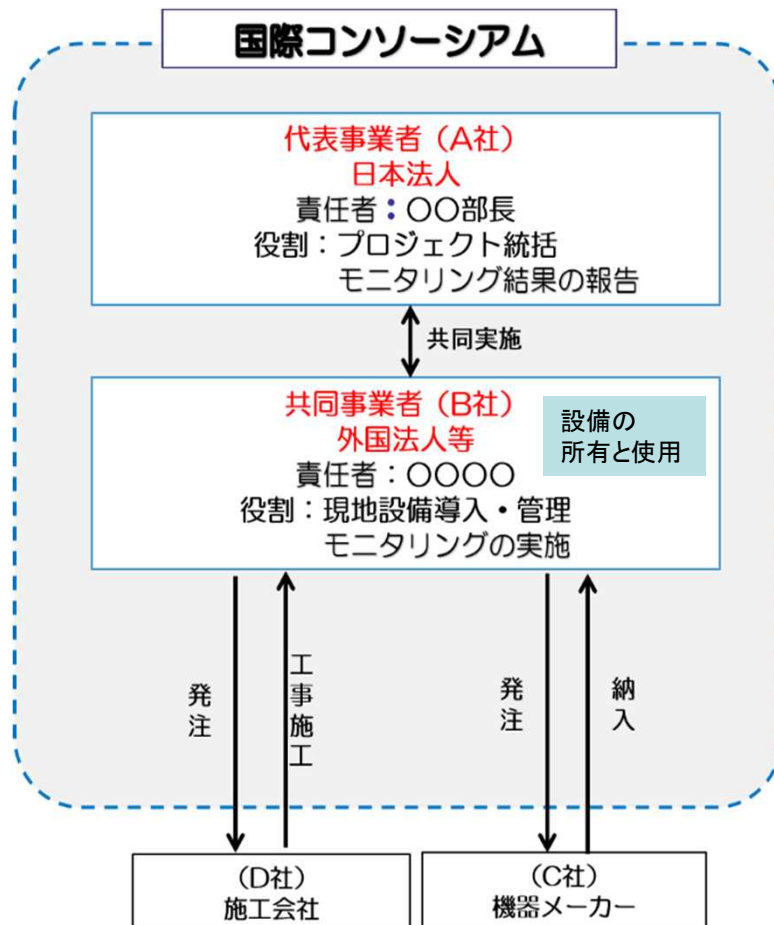 国際コンソーシアム
代表事業者（A社）
日本法人
責任者：〇〇部長
役割：プロジェクト統括
モニタリング結果の報告
共同実施
共同事業者（B社）
外国法人等
責任者：〇〇〇〇
役割：現地設備導入・管理
モニタリングの実施
設備の
所有と使用
発注
工事施工
発注
納入
（D社）
施工会社
（C社）
機器メーカー